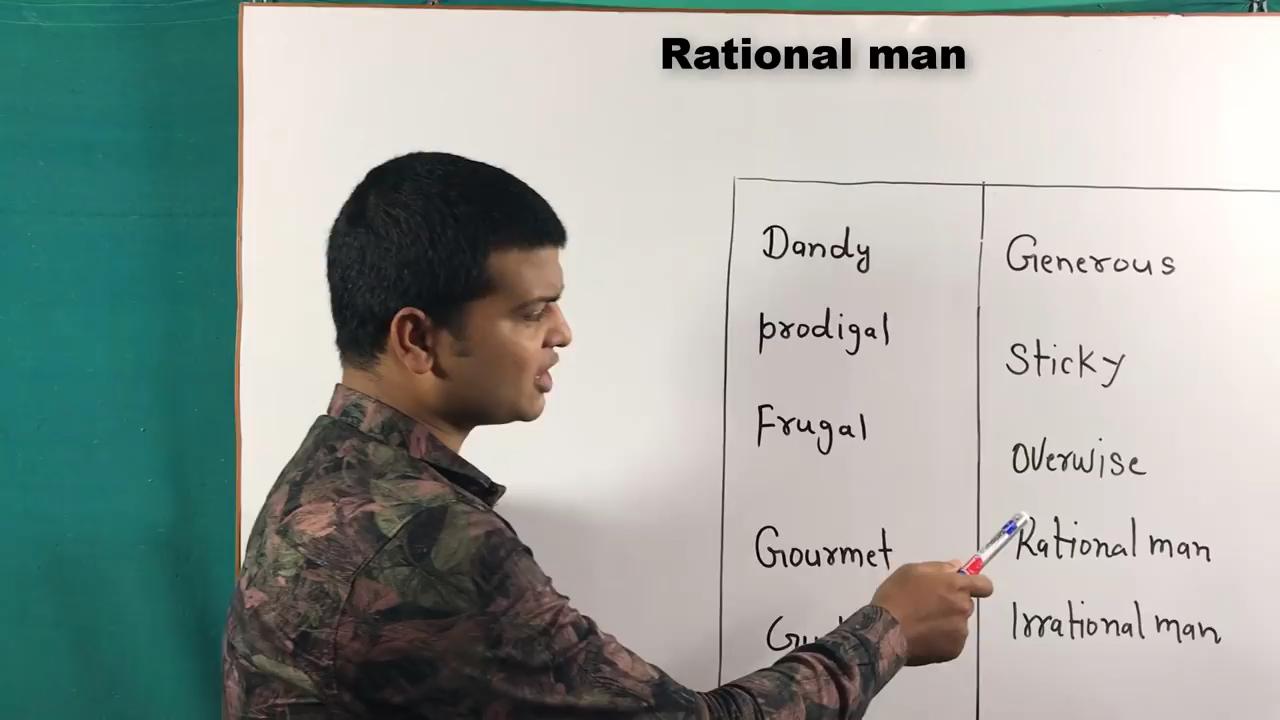 Rational man
Dandy
prodigal
Frugal
Gourmet
Generous
Sticky
Overwise
Rational man
Irrational man